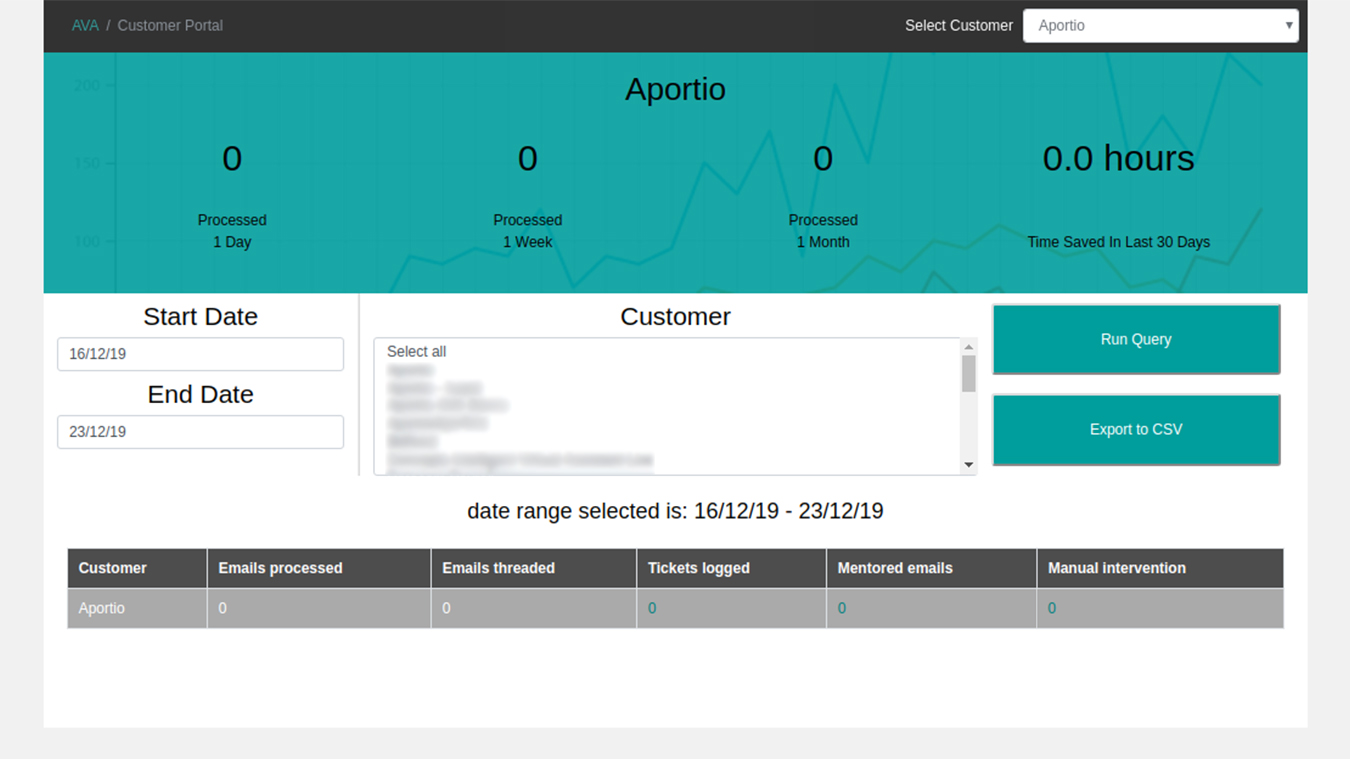 AVA / Customer Portal
Select Customer
Aportio
200
Aportio
150
0
0
0
0.0 hours
Processed
1 Day
Processed
1 Week
Processed
1 Month
Time Saved In Last 30 Days
100
Start Date
16/12/19
End Date
23/12/19
Customer
Select all
Run Query
Export to CSV
date range selected is: 16/12/19 - 23/12/19
Customer Emails processed Emails threaded Tickets logged Mentored emails Manual intervention
Aportio 0 0 0 0 0